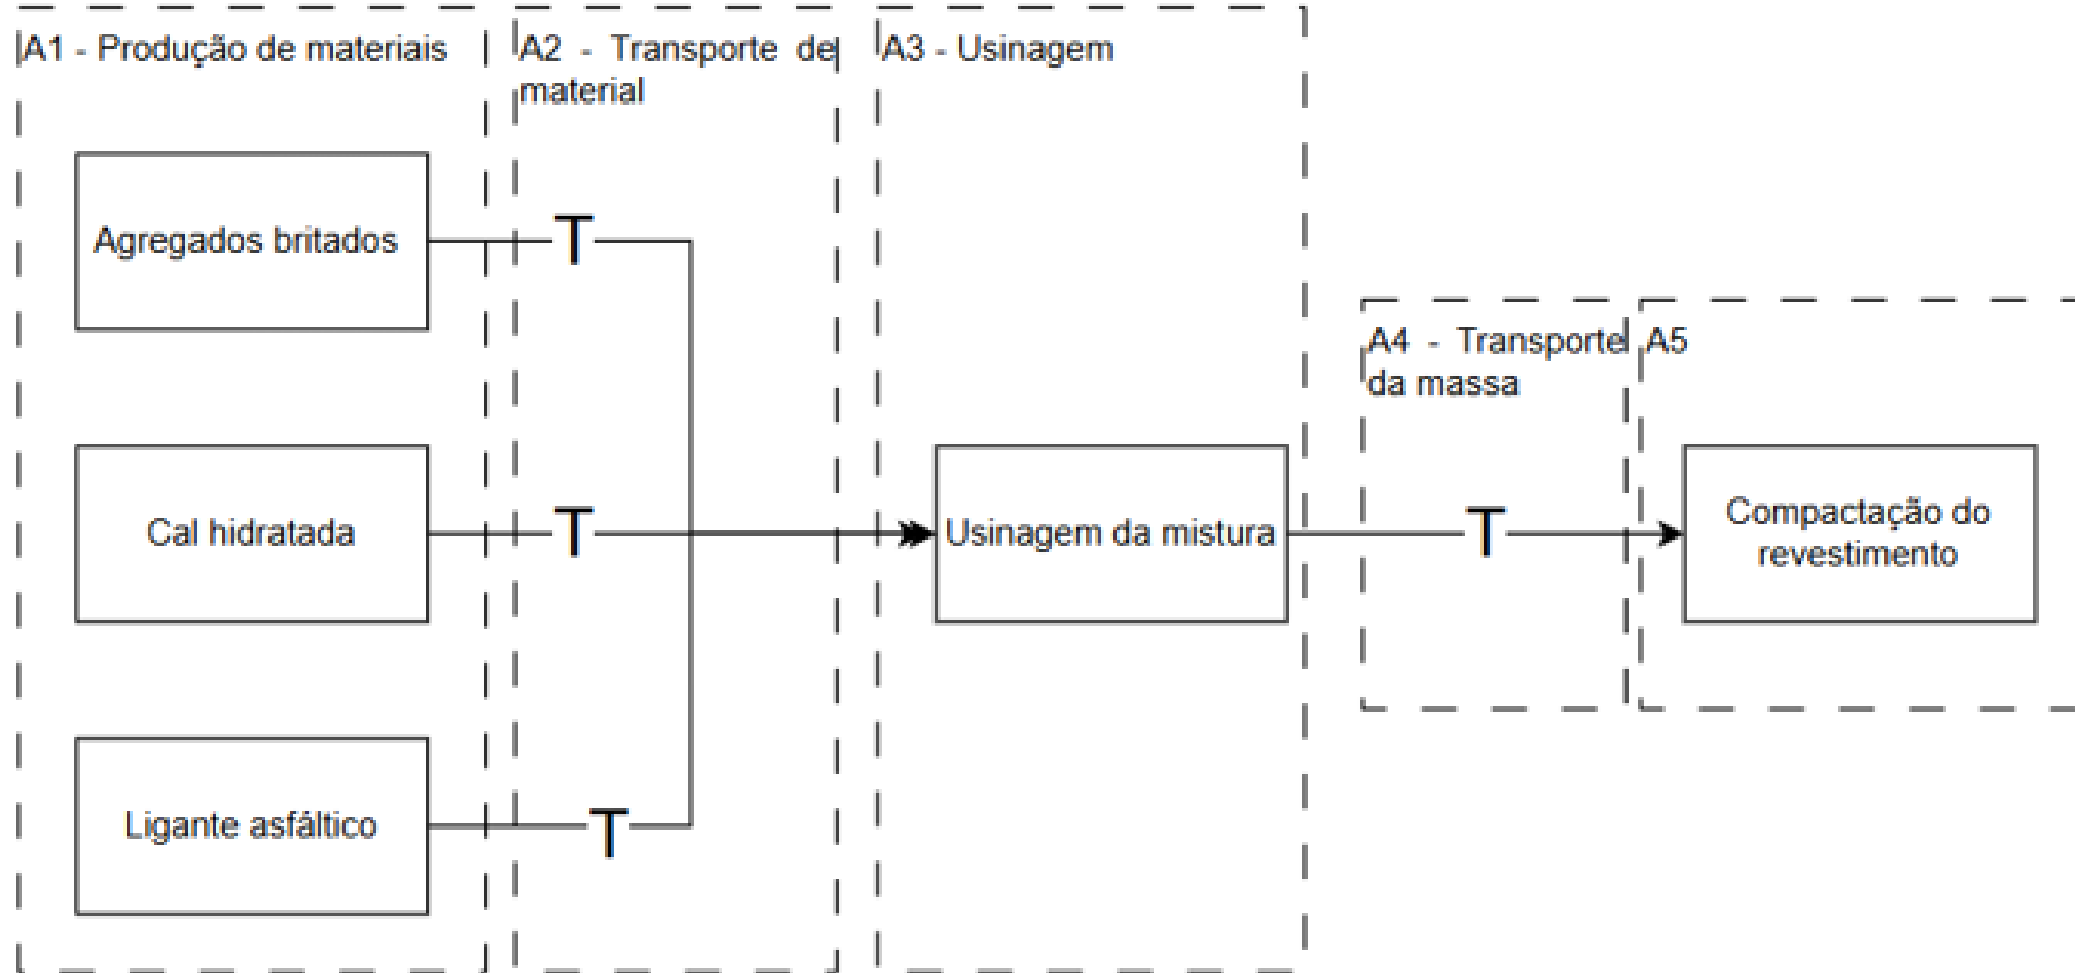 A1 - Produção de materiais
A2 - Transporte de
material
A3 - Usinagem
Agregados britados
T
A4 - Transporte
da massa
A5
Cal hidratada
T
Usinagem da mistura
T
Compactação do
revestimento
Ligante asfáltico
T